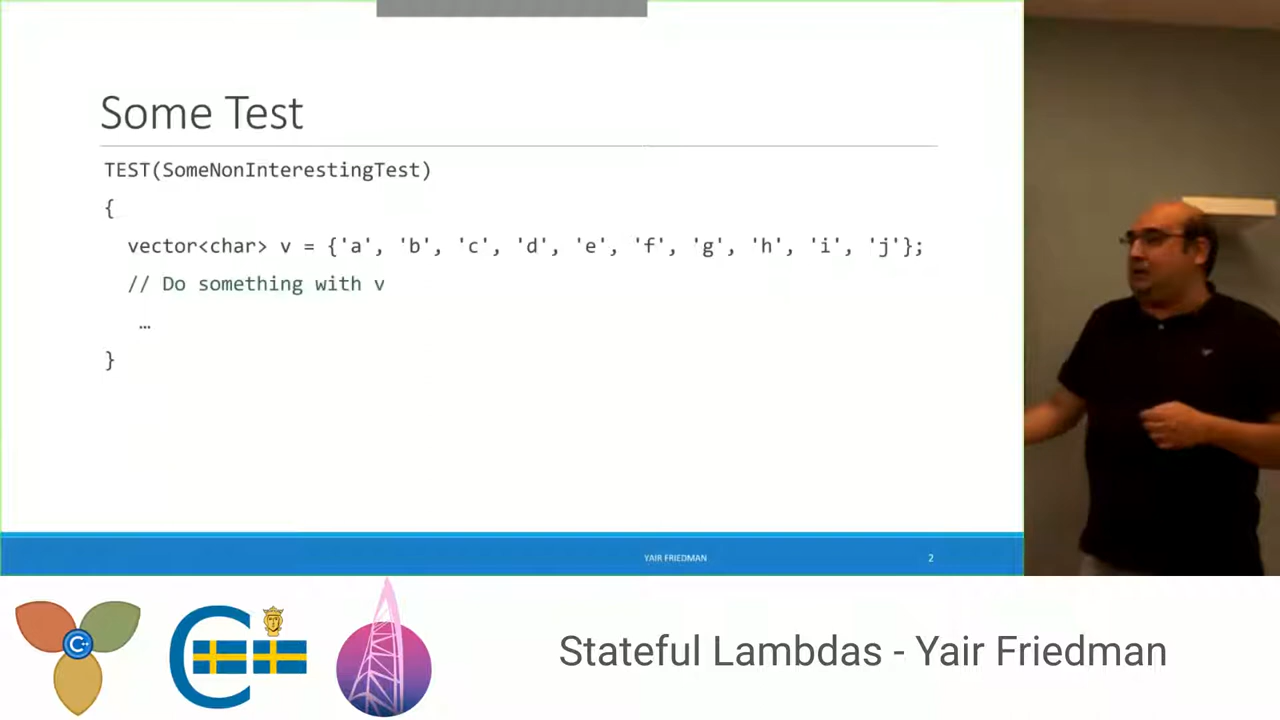 Some Test
TEST(SomeNonInterestingTest)
{
vector<char> v = {'a', 'b', 'c', 'd', 'e', 'f', 'g', 'h', 'i', 'j'};
// Do something with v
…
}
YAIR FRIEDMAN
2
C++
Stateful Lambdas - Yair Friedman